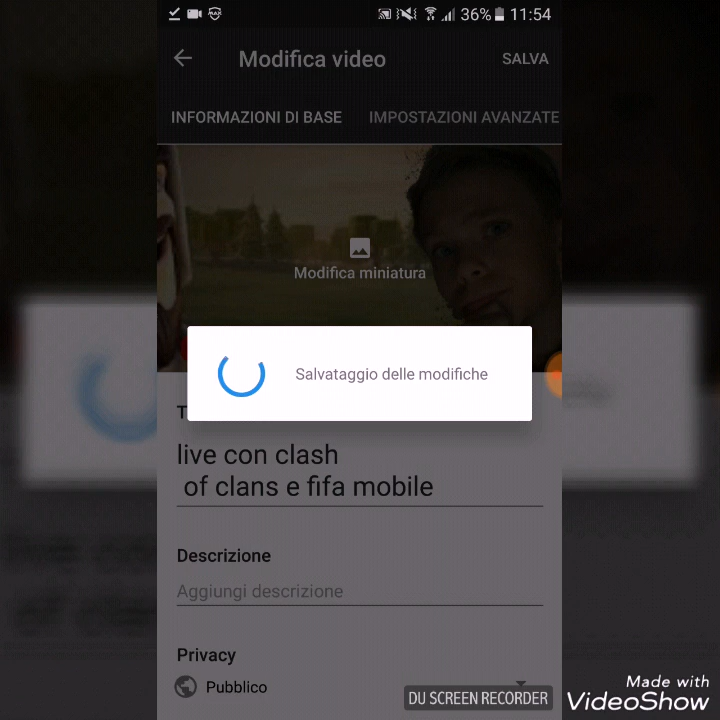 36% 11:54
Modifica video SALVA
INFORMAZIONI DI BASE IMPOSTAZIONI AVANZATE
Modifica miniatura
Salvataggio delle modifiche
T
live con clash
of clans e fifa mobile
Descrizione
Aggiungi descrizione
Privacy
Pubblico
DU SCREEN RECORDER
Made with
VideoShow